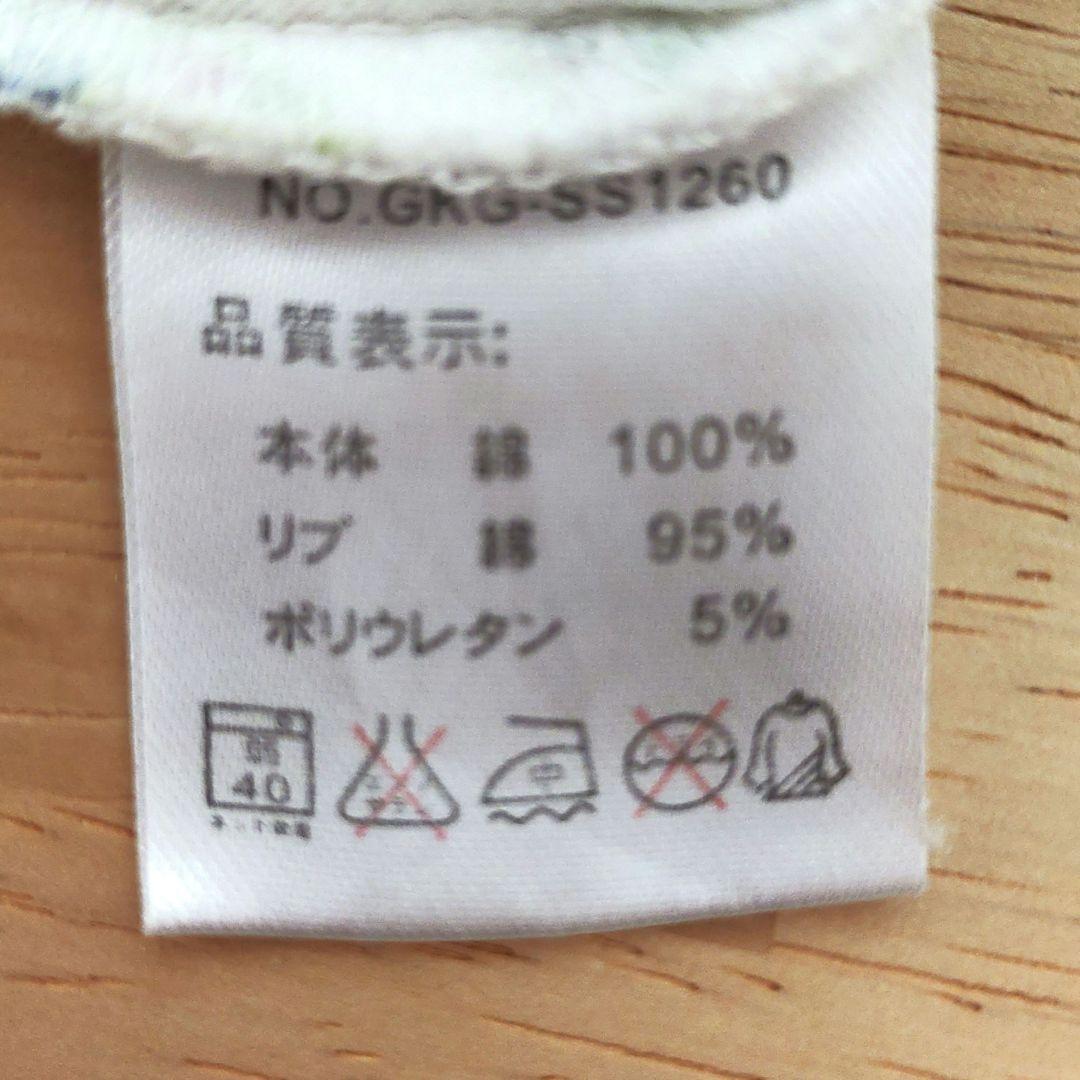 NO.GKG-SS1260
品質表示:
本体 綿 100%
リブ 綿 95%
ポリウレタン 5%
40 中